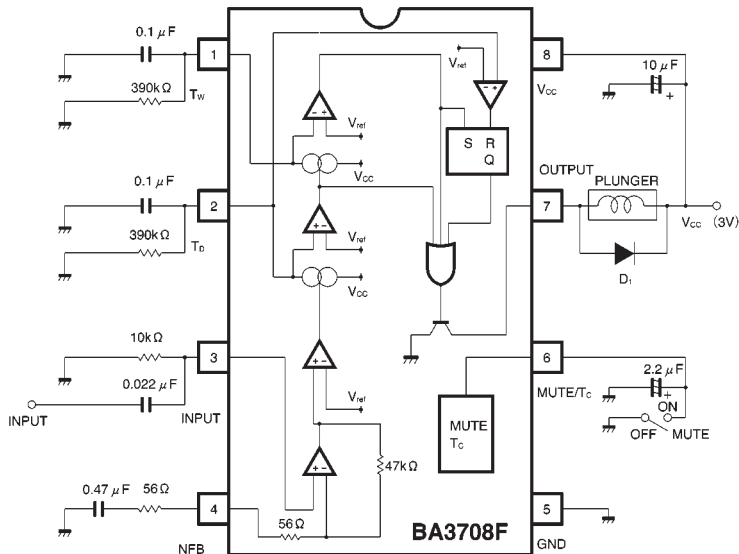 0.1 μF
1
390kΩ
TW
0.1 μF
2
390kΩ
TD
10kΩ
3
0.022 μF
INPUT
INPUT
0.47 μF
56Ω
4
NFB
− +
Vref
VCC
+ −
Vref
VCC
+ −
Vref
+ −
47kΩ
56Ω
Vref
− +
S R
Q
MUTE
TC
BA3708F
8
VCC
10 μF
+
OUTPUT
7
PLUNGER
VCC
(3V)
D1
6
MUTE/TC
2.2 μF
+
ON
OFF MUTE
5
GND